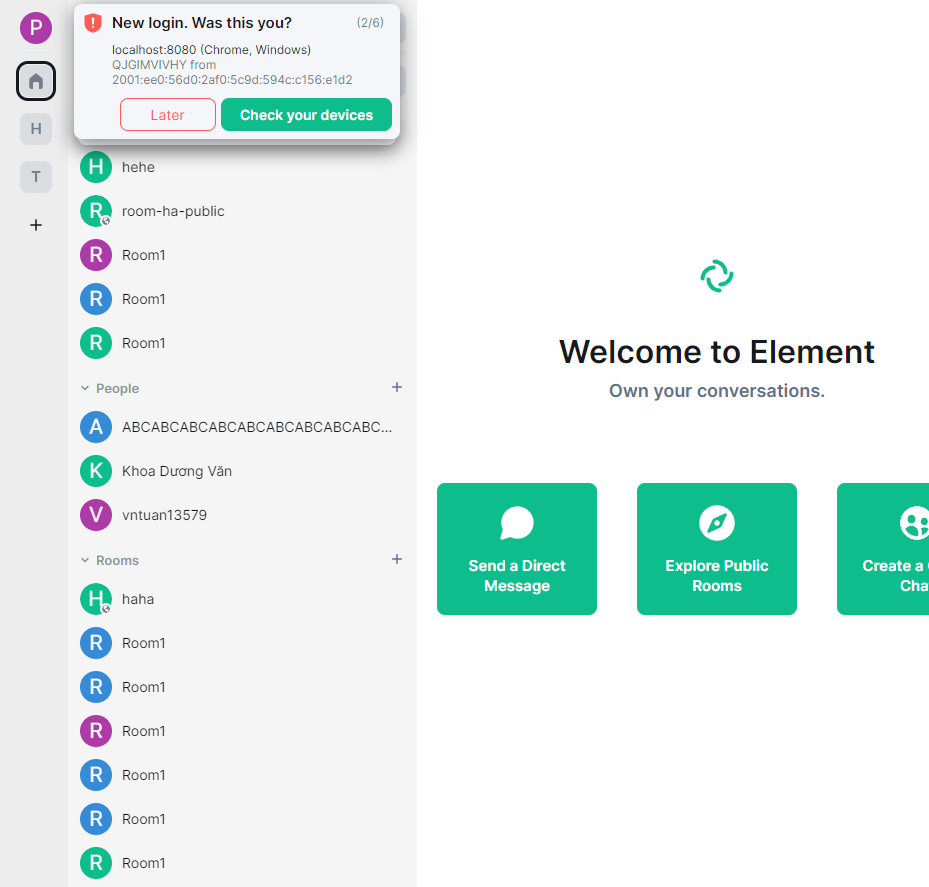 P
New login. Was this you?
(2/6)
localhost:8080 (Chrome, Windows)
QJGIMVIVHY from
2001:ee0:56d0:2af0:5c9d:594c:c156:e1d2
Later
Check your devices
H
T
+
H hehe
R room-ha-public
R Room1
R Room1
R Room1
People +
A ABCABCABCABCABCABCABCABCABC...
K Khoa Dương Văn
V vntuan13579
Rooms +
H haha
R Room1
R Room1
R Room1
R Room1
R Room1
R Room1
Welcome to Element
Own your conversations.
Send a Direct
Message
Explore Public
Rooms
Create a
Cha